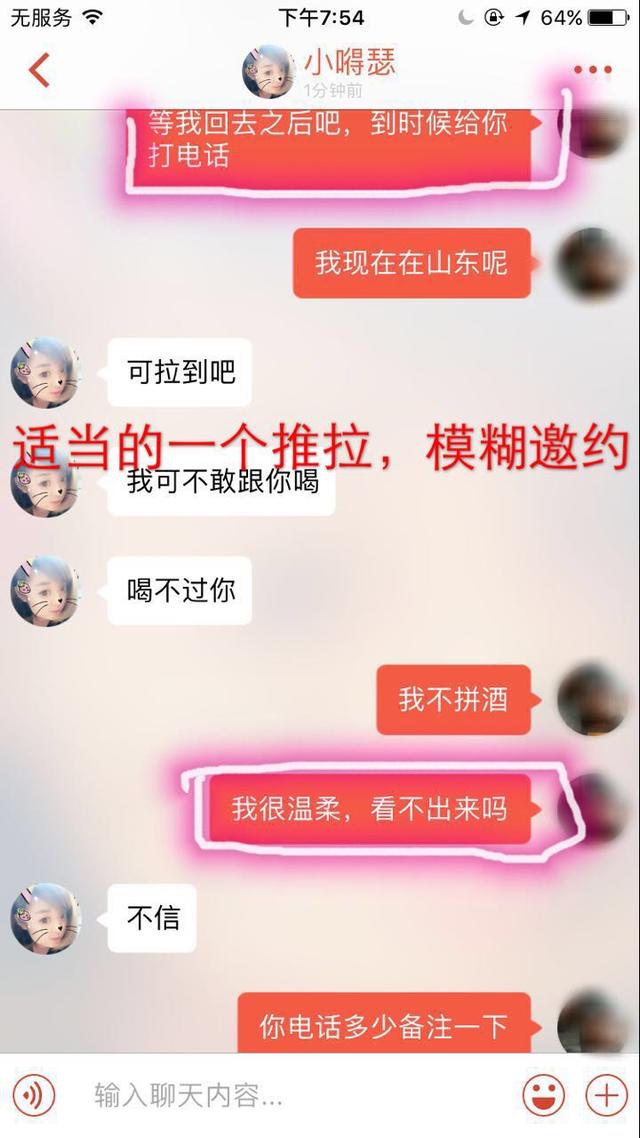 无服务 下午7:54 64%
小嘚瑟
1分钟前
等我回去之后吧，到时候给你
打电话
我现在在山东呢
可拉到吧
适当的一个推拉，模糊邀约
我可不敢跟你喝
喝不过你
我不拼酒
我很温柔，看不出来吗
不信
你电话多少备注一下
输入聊天内容...